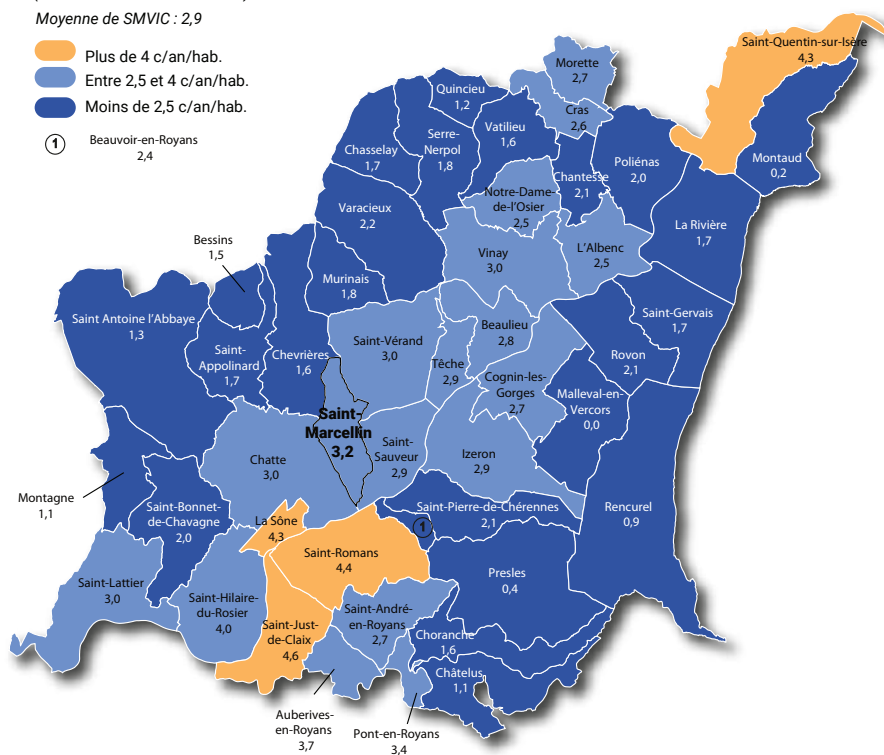 Moyenne de SMVIC : 2,9
Plus de 4 c/an/hab.
Entre 2,5 et 4 c/an/hab.
Moins de 2,5 c/an/hab.
1
Beauvoir-en-Royans
2,4
Saint-Quentin-sur-Isère
4,3
Morette
2,7
Quincieu
1,2
Cras
2,6
Montaud
0,2
Vatilieu
1,6
Serre-
Nerpol
1,8
Chasselay
1,7
Poliénas
2,0
Chantesse
2,1
Notre-Dame-
de-l'Osier
2,5
Varacieux
2,2
La Rivière
1,7
Bessins
1,5
Vinay
3,0
L'Albenc
2,5
Murinais
1,8
Saint Antoine l'Abbaye
1,3
Saint-Gervais
1,7
Beaulieu
2,8
Saint-Vérand
3,0
Saint-
Appolinard
1,7
Chevrières
1,6
Têche
2,9
Rovon
2,1
Cognin-les-
Gorges
2,7
Malleval-en-
Vercors
0,0
Saint-
Marcellin
3,2
Saint-
Sauveur
2,9
Izeron
2,9
Chatte
3,0
Montagne
1,1
Saint-Bonnet-
de-Chavagne
2,0
Saint-Pierre-de-Chérennes
2,1
Rencurel
0,9
La Sône
4,3
1
Saint-Romans
4,4
Presles
0,4
Saint-Lattier
3,0
Saint-Hilaire-
du-Rosier
4,0
Saint-André-
en-Royans
2,7
Saint-Just-
de-Claix
4,6
Choranche
1,6
Châtelus
1,1
Auberives-
en-Royans
3,7
Pont-en-Royans
3,4